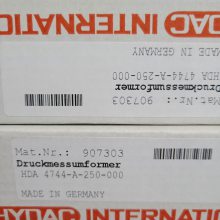 DAC INTERNATIO
MADE IN GERMANY
HDA 4744-A-250-000
Druckmessumformer
Mat.Nr.: 907303
Mat.Nr.: 907303
Druckmessumformer
HDA 4744-A-250-000
MADE IN GERMANY
HYDAC INTERNATI